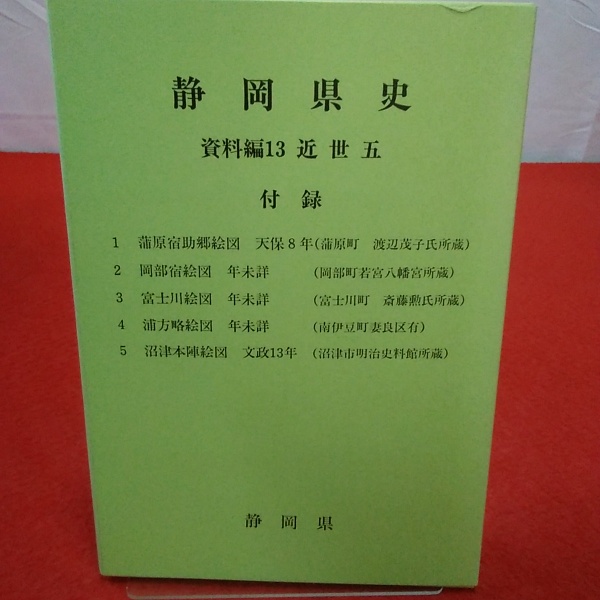 静岡県史
資料編13 近世五
付録
1 蒲原宿助郷絵図 天保8年(蒲原町 渡辺茂子氏所蔵)
2 岡部宿絵図 年未詳 (岡部町若宮八幡宮所蔵)
3 富士川絵図 年未詳 (富士川町 斎藤勲氏所蔵)
4 浦方略絵図 年未詳 (南伊豆町妻良区有)
5 沼津本陣絵図 文政13年 (沼津市明治史料館所蔵)
静岡県